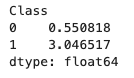 Class
0    0.550818
1    3.046517
dtype: float64